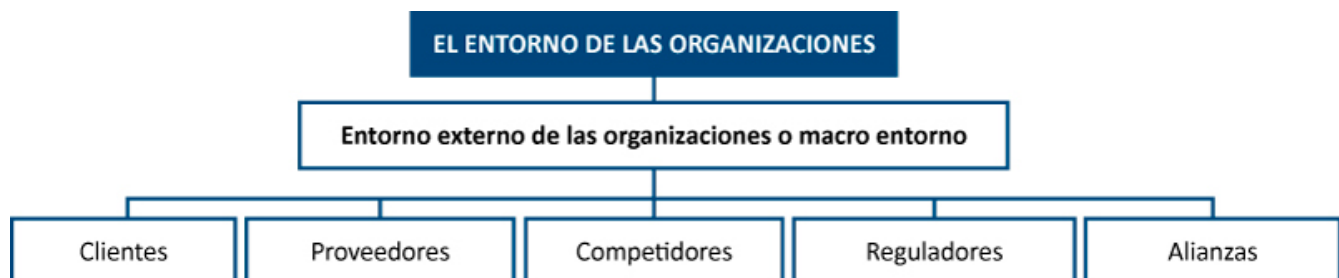 EL ENTORNO DE LAS ORGANIZACIONES
Entorno externo de las organizaciones o macro entorno
Clientes
Proveedores
Competidores
Reguladores
Alianzas